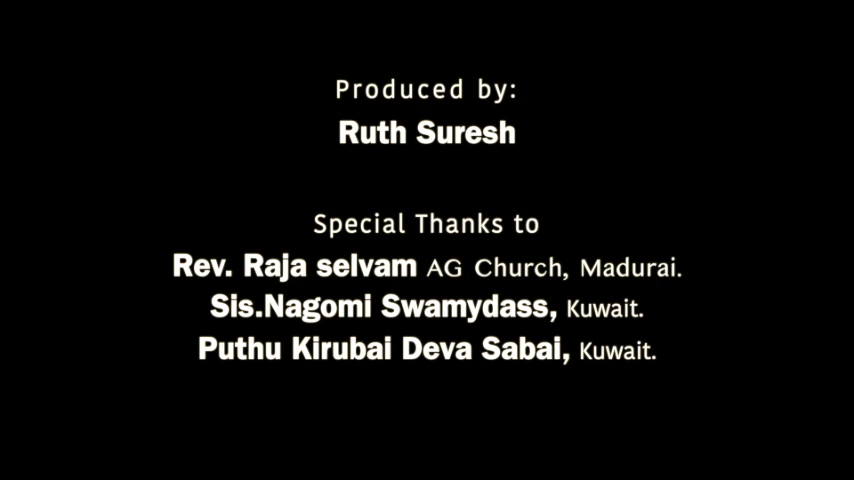 Produced by:
Ruth Suresh
Special Thanks to
Rev. Raja selvam AG Church, Madurai.
Sis.Nagomi Swamydass, Kuwait.
Puthu Kirubai Deva Sabai, Kuwait.